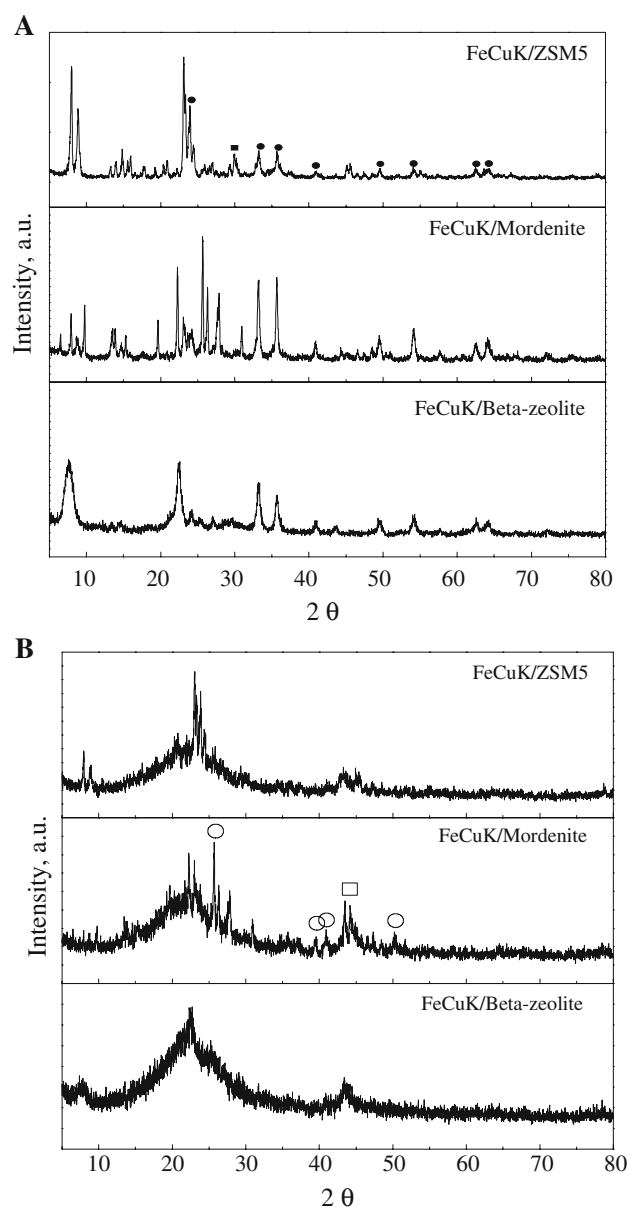 A
FeCuK/ZSM5
FeCuK/Mordenite
FeCuK/Beta-zeolite
Intensity, a.u.
10 20 30 40 50 60 70 80
2 θ
B
FeCuK/ZSM5
FeCuK/Mordenite
FeCuK/Beta-zeolite
Intensity, a.u.
10 20 30 40 50 60 70 80
2 θ